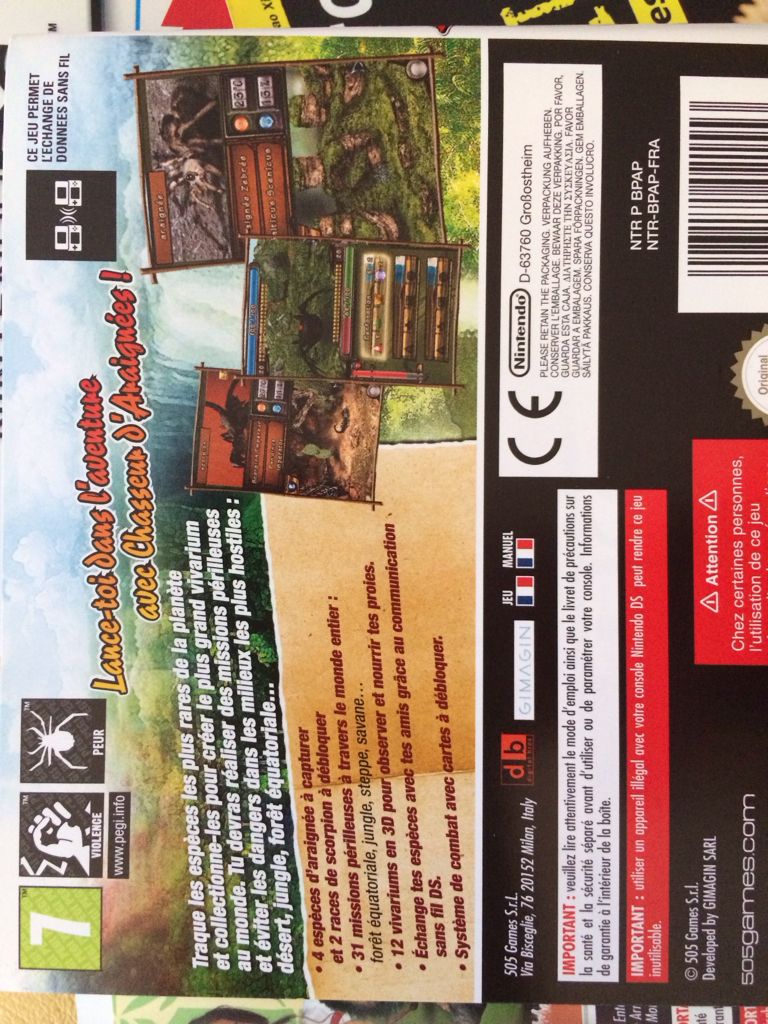 7
VIOLENCE
PEUR
www.pegi.info
CE JEU PERMET
L'ECHANGE DE
DONNEES SANS FIL
Lance-toi dans l'aventure
avec Chasseur d'Araignées !
Traque les espèces les plus rares de la planète
et collectionne-les pour créer le plus grand vivarium
au monde. Tu devras réaliser des missions périlleuses
et éviter les dangers dans les milieux les plus hostiles :
désert, jungle, forêt équatoriale...
• 4 espèces d'araignée à capturer
et 2 races de scorpion à débloquer
• 31 missions périlleuses à travers le monde entier :
forêt équatoriale, jungle, steppe, savane...
• 12 vivariums en 3D pour observer et nourrir tes proies.
• Échange tes espèces avec tes amis grâce au communication
sans fil DS.
• Système de combat avec cartes à débloquer.
araignée
505 Games S.r.L.
Via Bisceglie, 76 20152 Milan, Italy
db
GIMAGIN
JEU
MANUEL
CE
Nintendo
D-63760 Großostheim
PLEASE RETAIN THE PACKAGING. VERPACKUNG AUFHEBEN.
CONSERVER L'EMBALLAGE. BEWAAR DEZE VERPAKKING. POR FAVOR,
GUARDA ESTA CAJA. ΔΙΑΤΗΡΗΣΤΕ ΤΗΝ ΣΥΣΚΕΥΑΣΙΑ. FAVOR
GUARDAR A EMBALAGEM. SPARA FÖRPACKNINGEN. GEM EMBALLAGEN.
SÄILYTÄ PAKKAUS. CONSERVA QUESTO INVOLUCRO.
IMPORTANT : veuillez lire attentivement le mode d'emploi ainsi que le livret de précautions sur
la santé et la sécurité séparé avant d'utiliser ou de paramétrer votre console. Informations
de garantie à l'intérieur de la boîte.
IMPORTANT : utiliser un appareil illégal avec votre console Nintendo DS peut rendre ce jeu
inutilisable.
NTR P BPAP
NTR-BPAP-FRA
© 505 Games S.r.l.
Developed by GIMAGIN SARL
505games.com
Attention
Chez certaines personnes,
l'utilisation de ce jeu
Original